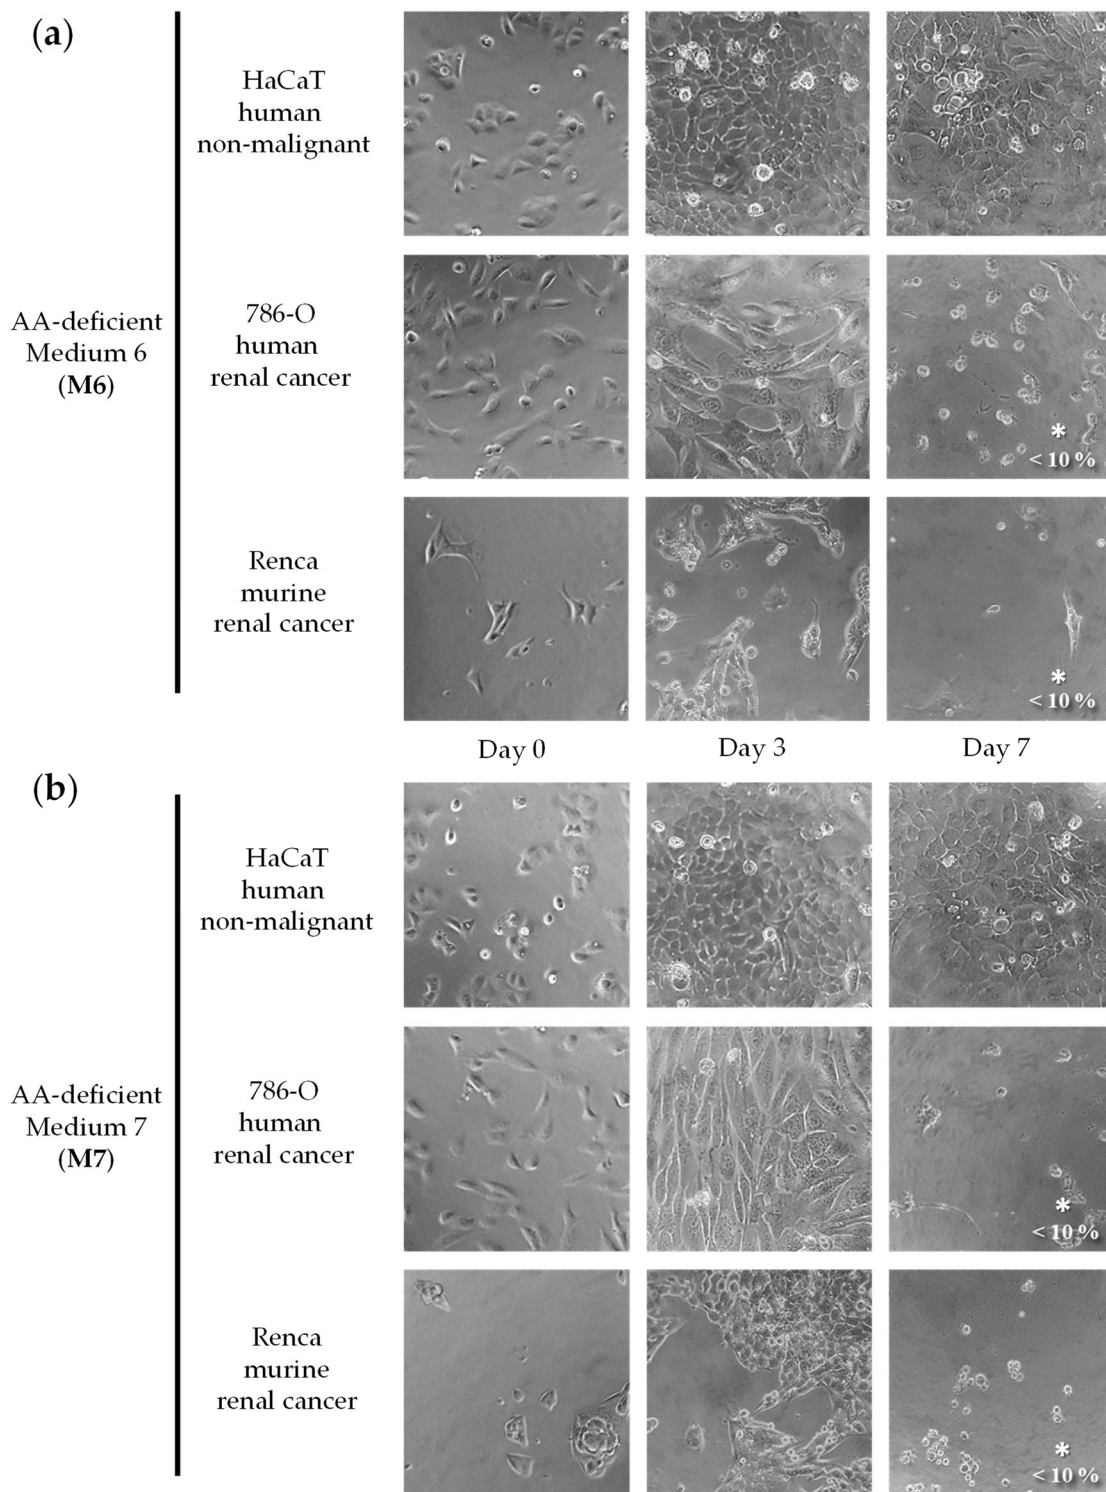 (a)
HaCaT
human
non-malignant
AA-deficient
Medium 6
(M6)
786-O
human
renal cancer
*
< 10 %
Renca
murine
renal cancer
*
< 10 %
Day 0
Day 3
Day 7
(b)
HaCaT
human
non-malignant
AA-deficient
Medium 7
(M7)
786-O
human
renal cancer
*
< 10 %
Renca
murine
renal cancer
*
< 10 %